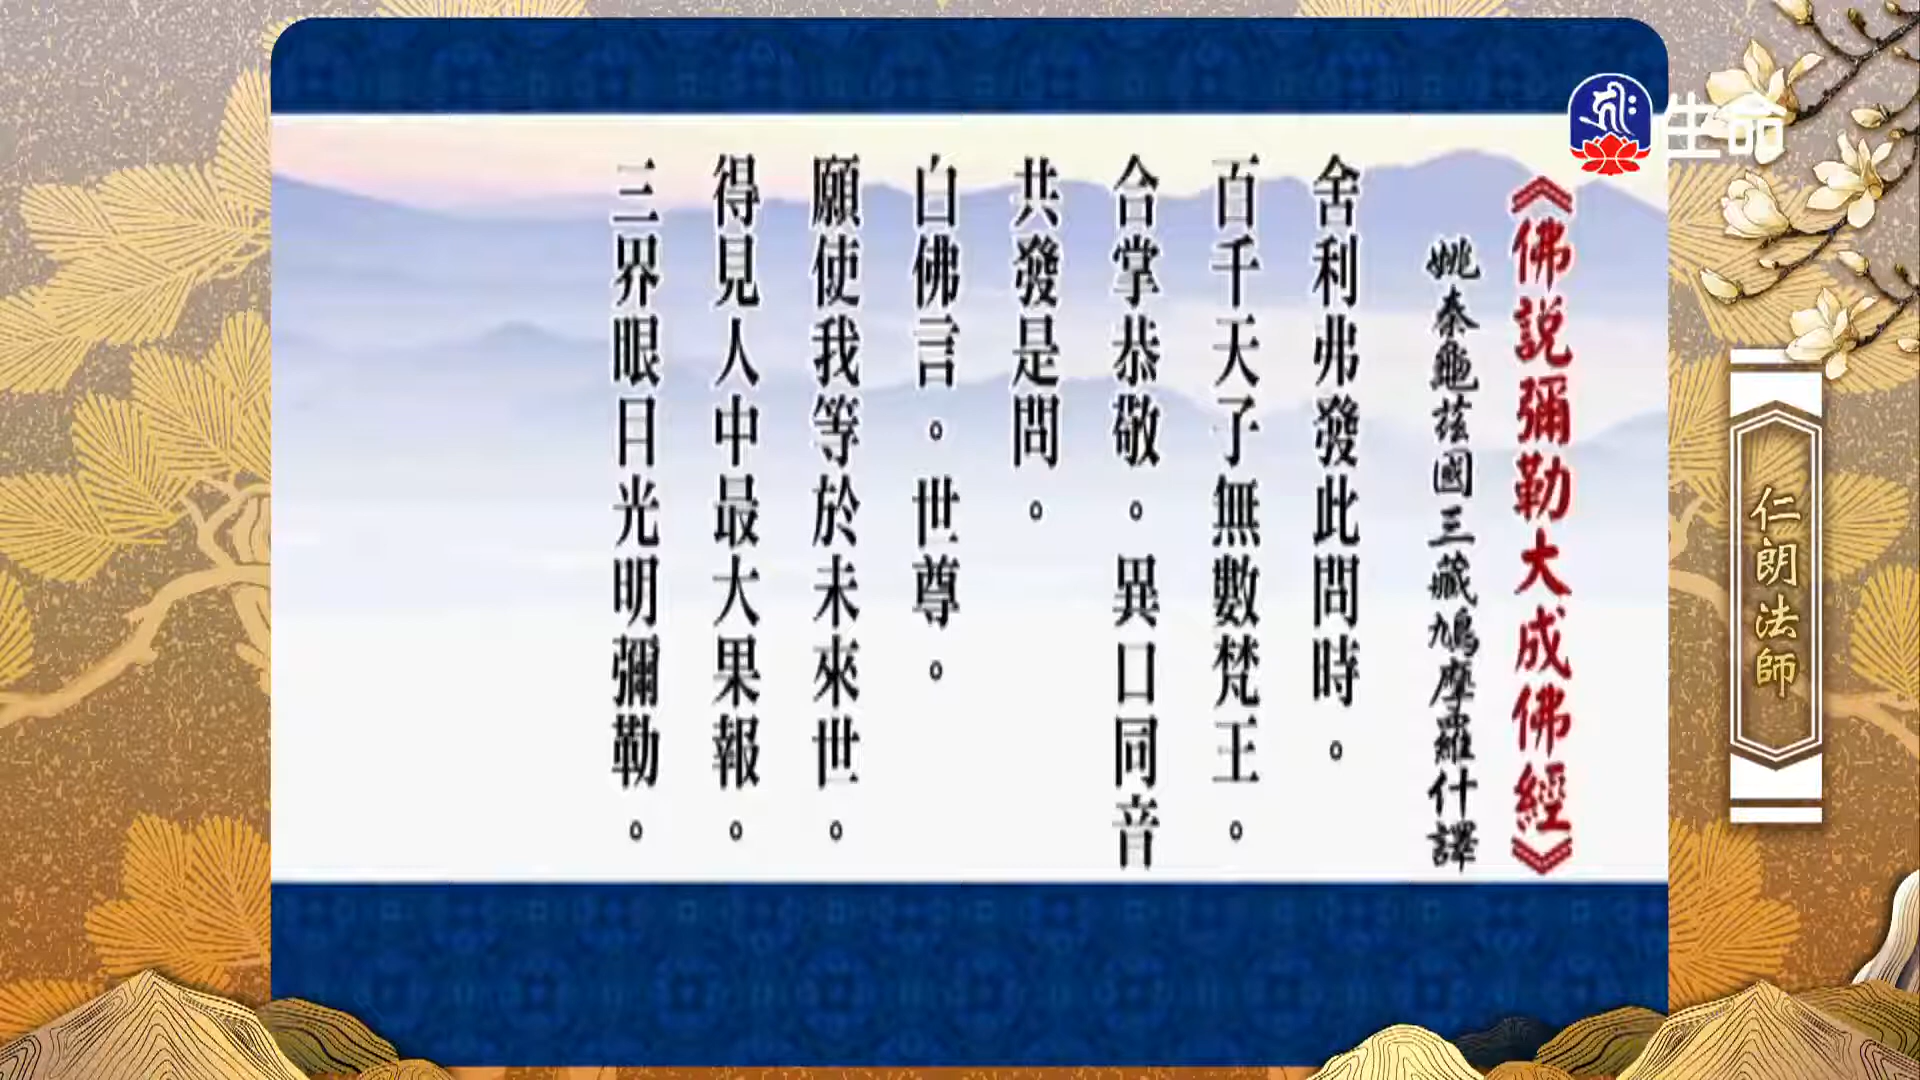 《佛說彌勒大成佛經》
姚秦龜茲國三藏鳩摩羅什譯
舍利弗發此問時。
百千天子無數梵王。
合掌恭敬。異口同音
共發是問。
白佛言。世尊。
願使我等於未來世。
得見人中最大果報。
三界眼目光明彌勒。
生命
仁朗法師